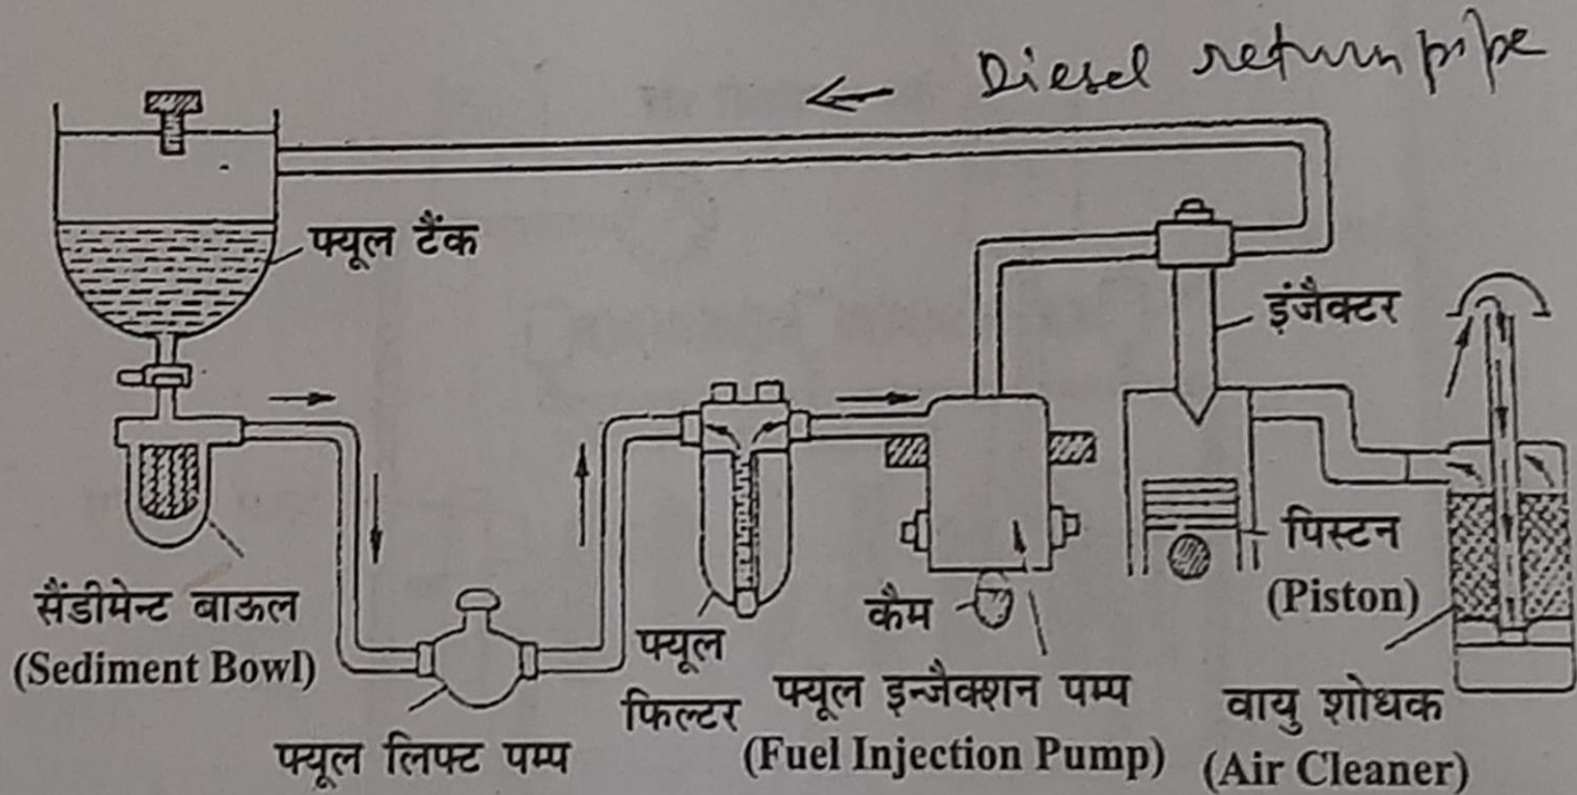 Diesel return pipe
फ्यूल टैंक
इंजैक्टर
सैंडीमेन्ट बाऊल
(Sediment Bowl)
फ्यूल लिफ्ट पम्प
फ्यूल
फिल्टर
कैम
फ्यूल इन्जैक्शन पम्प
(Fuel Injection Pump)
पिस्टन
(Piston)
वायु शोधक
(Air Cleaner)